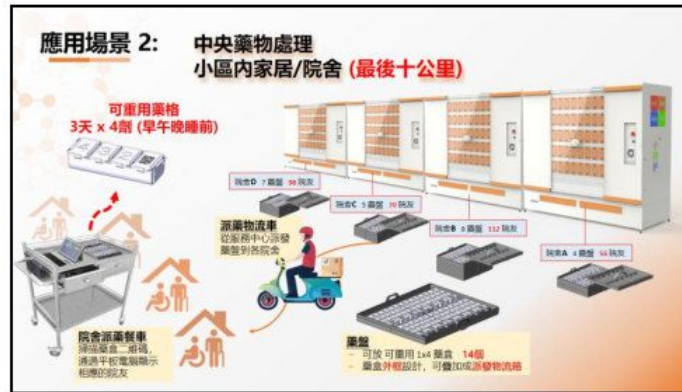 應用場景 2: 中央藥物處理
小區內家居/院舍 (最後十公里)
可重用藥格
3天 x 4劑 (早午晚睡前)
院舍D 7 藥盤 98 院友
院舍C 5 藥盤 70 院友
院舍B 8 藥盤 112 院友
院舍A 4 藥盤 56 院友
派藥物流車
從服務中心派發
藥盤到各院舍
院舍派藥餐車
掃描藥盒二維碼,
通過平板電腦顯示
相應的院友
藥盤
- 可放 可重用 1x4 藥盒 14個
- 藥盒外框設計, 可疊加成派發物流箱